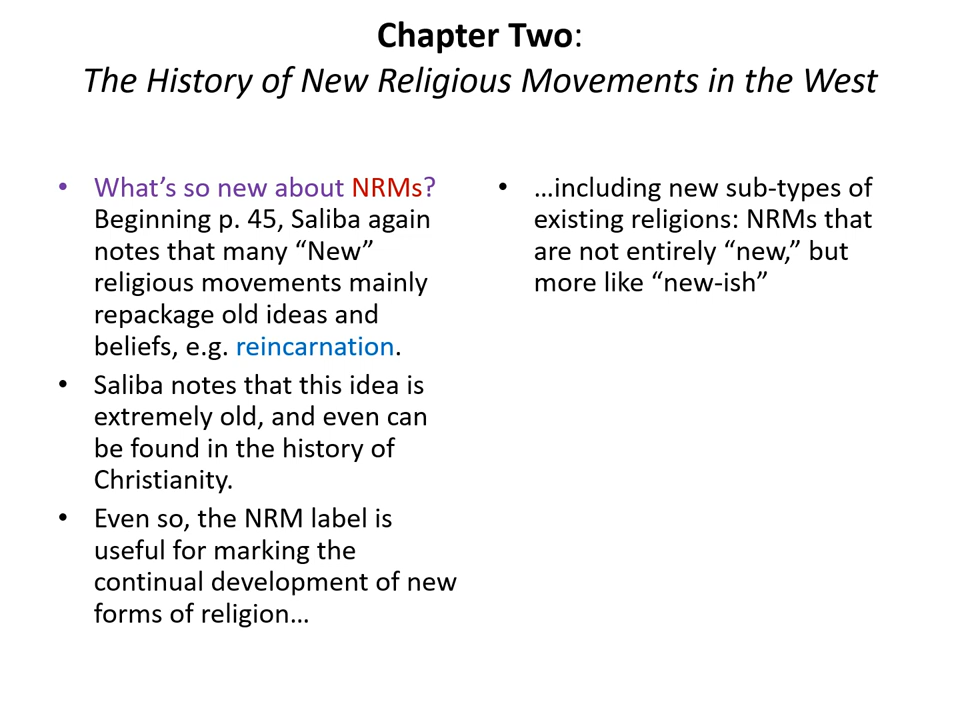 Chapter Two:
The History of New Religious Movements in the West
• What’s so new about NRMs?
Beginning p. 45, Saliba again
notes that many “New”
religious movements mainly
repackage old ideas and
beliefs, e.g. reincarnation.
• Saliba notes that this idea is
extremely old, and even can
be found in the history of
Christianity.
• Even so, the NRM label is
useful for marking the
continual development of new
forms of religion…
• …including new sub-types of
existing religions: NRMs that
are not entirely “new,” but
more like “new-ish”